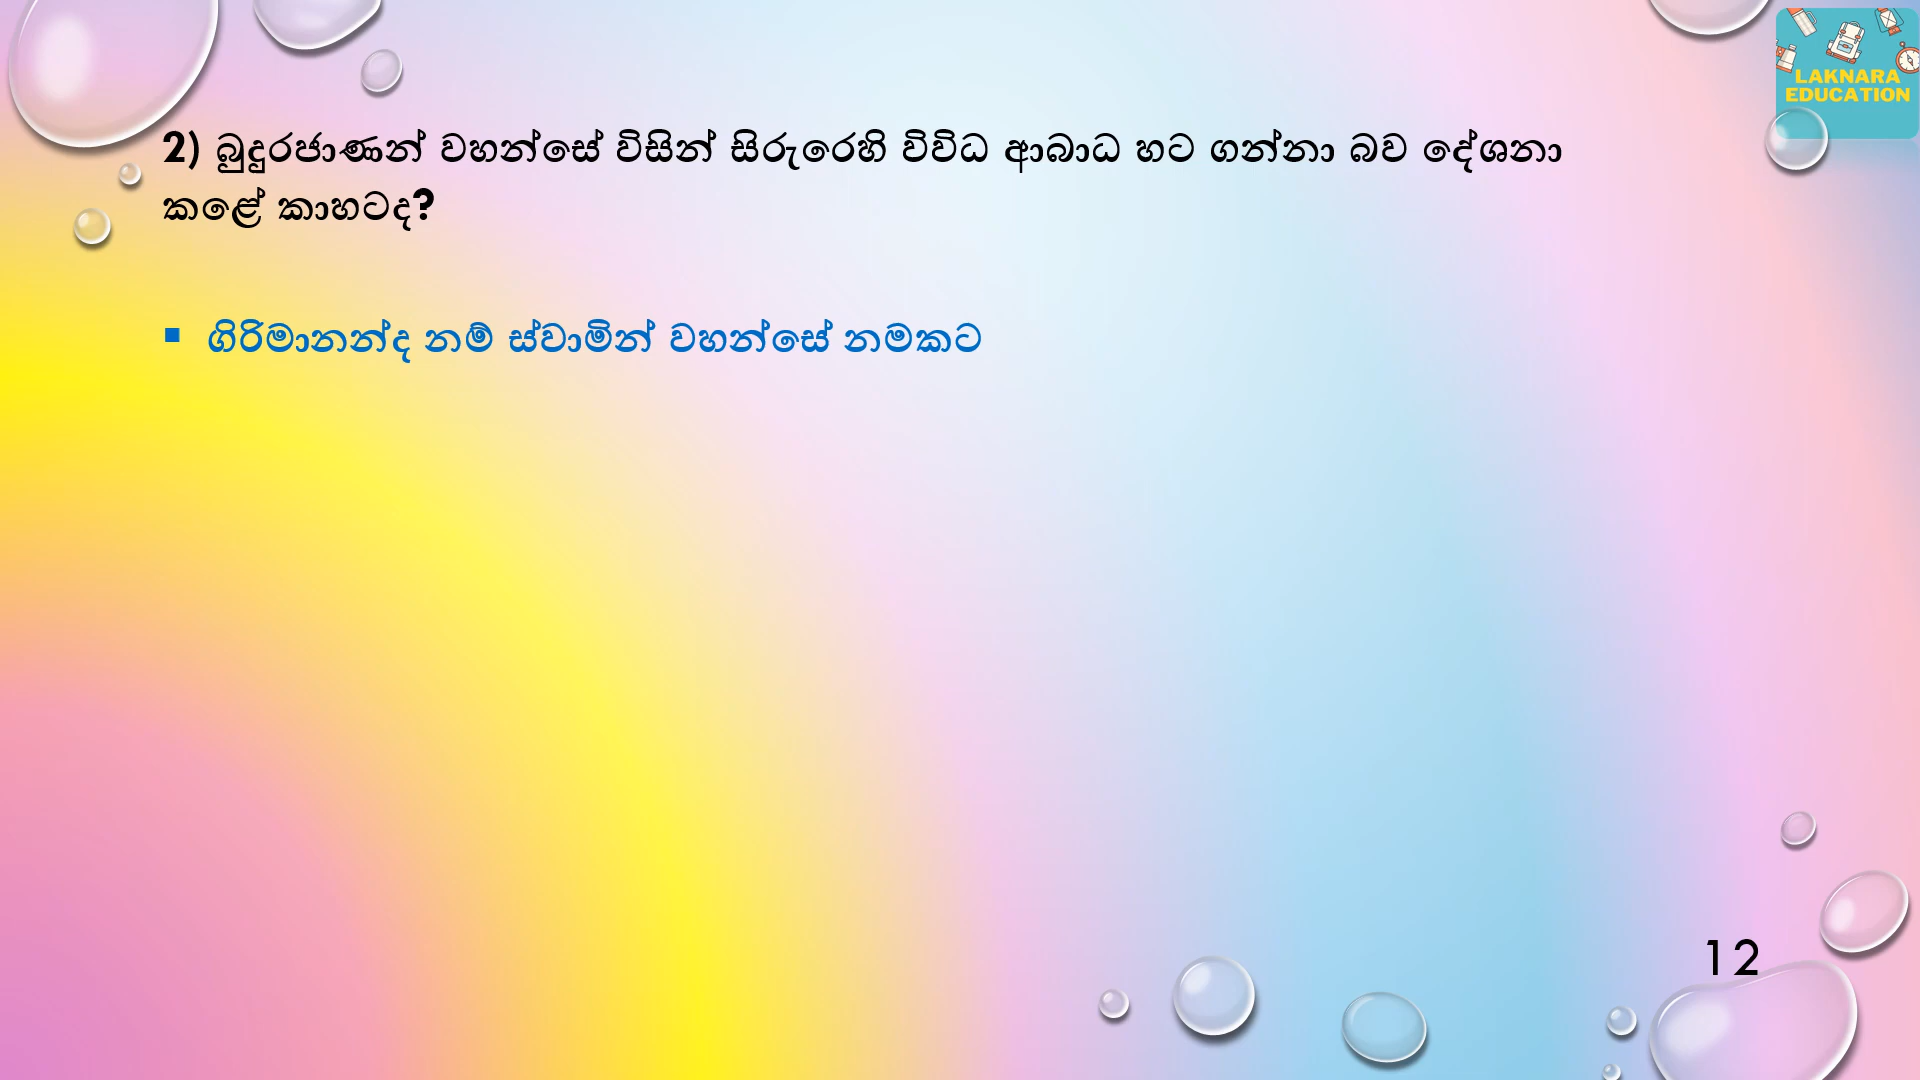 LAKNARA
EDUCATION
2) බුදුරජාණන් වහන්සේ විසින් සිරුරෙහි විවිධ ආබාධ හට ගන්නා බව දේශනා
කළේ කාහටද?
▪ ගිරිමානන්ද නම් ස්වාමින් වහන්සේ නමකට
12